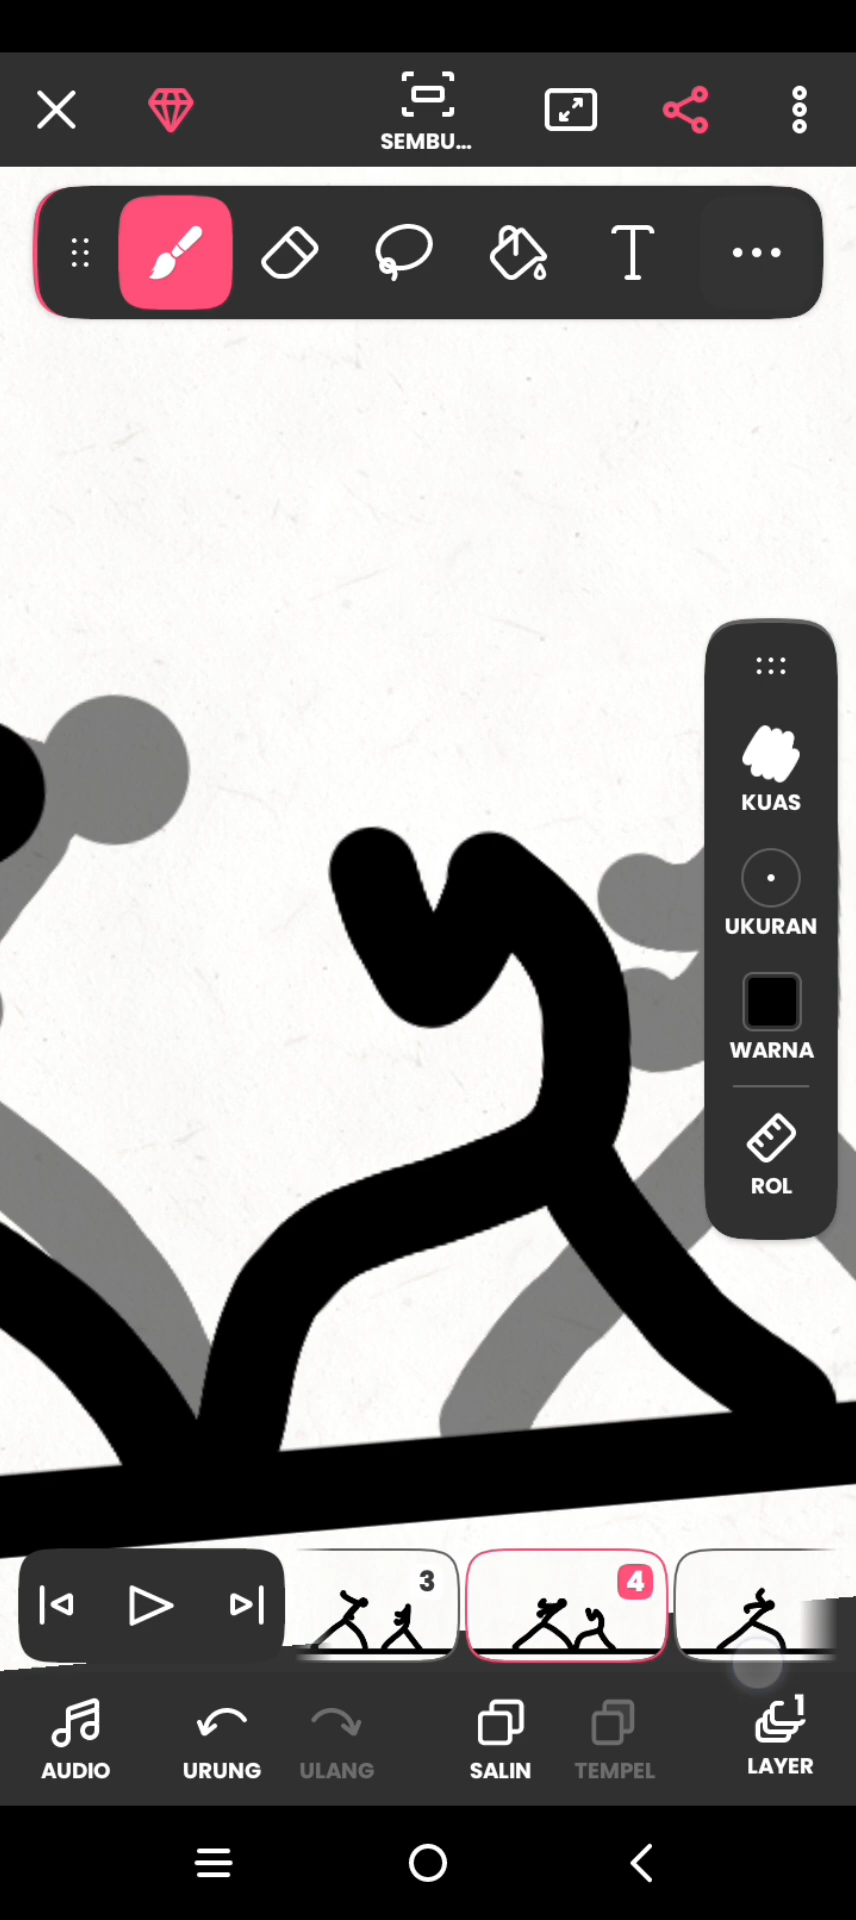 SEMBU...
T
KUAS
UKURAN
WARNA
ROL
3
4
1
AUDIO
URUNG
ULANG
SALIN
TEMPEL
LAYER